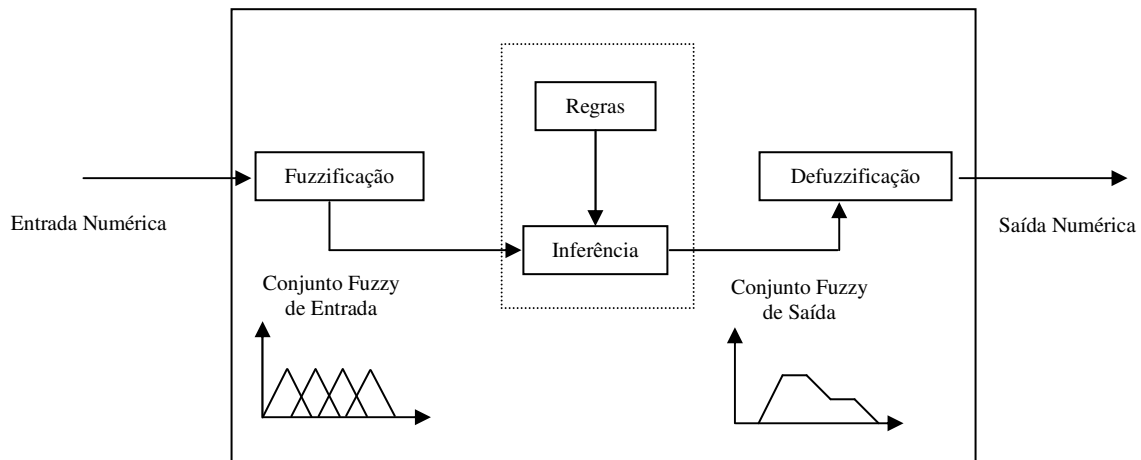 Regras
Fuzzificação
Defuzzificação
Entrada Numérica
Saída Numérica
Inferência
Conjunto Fuzzy
de Entrada
Conjunto Fuzzy
de Saída